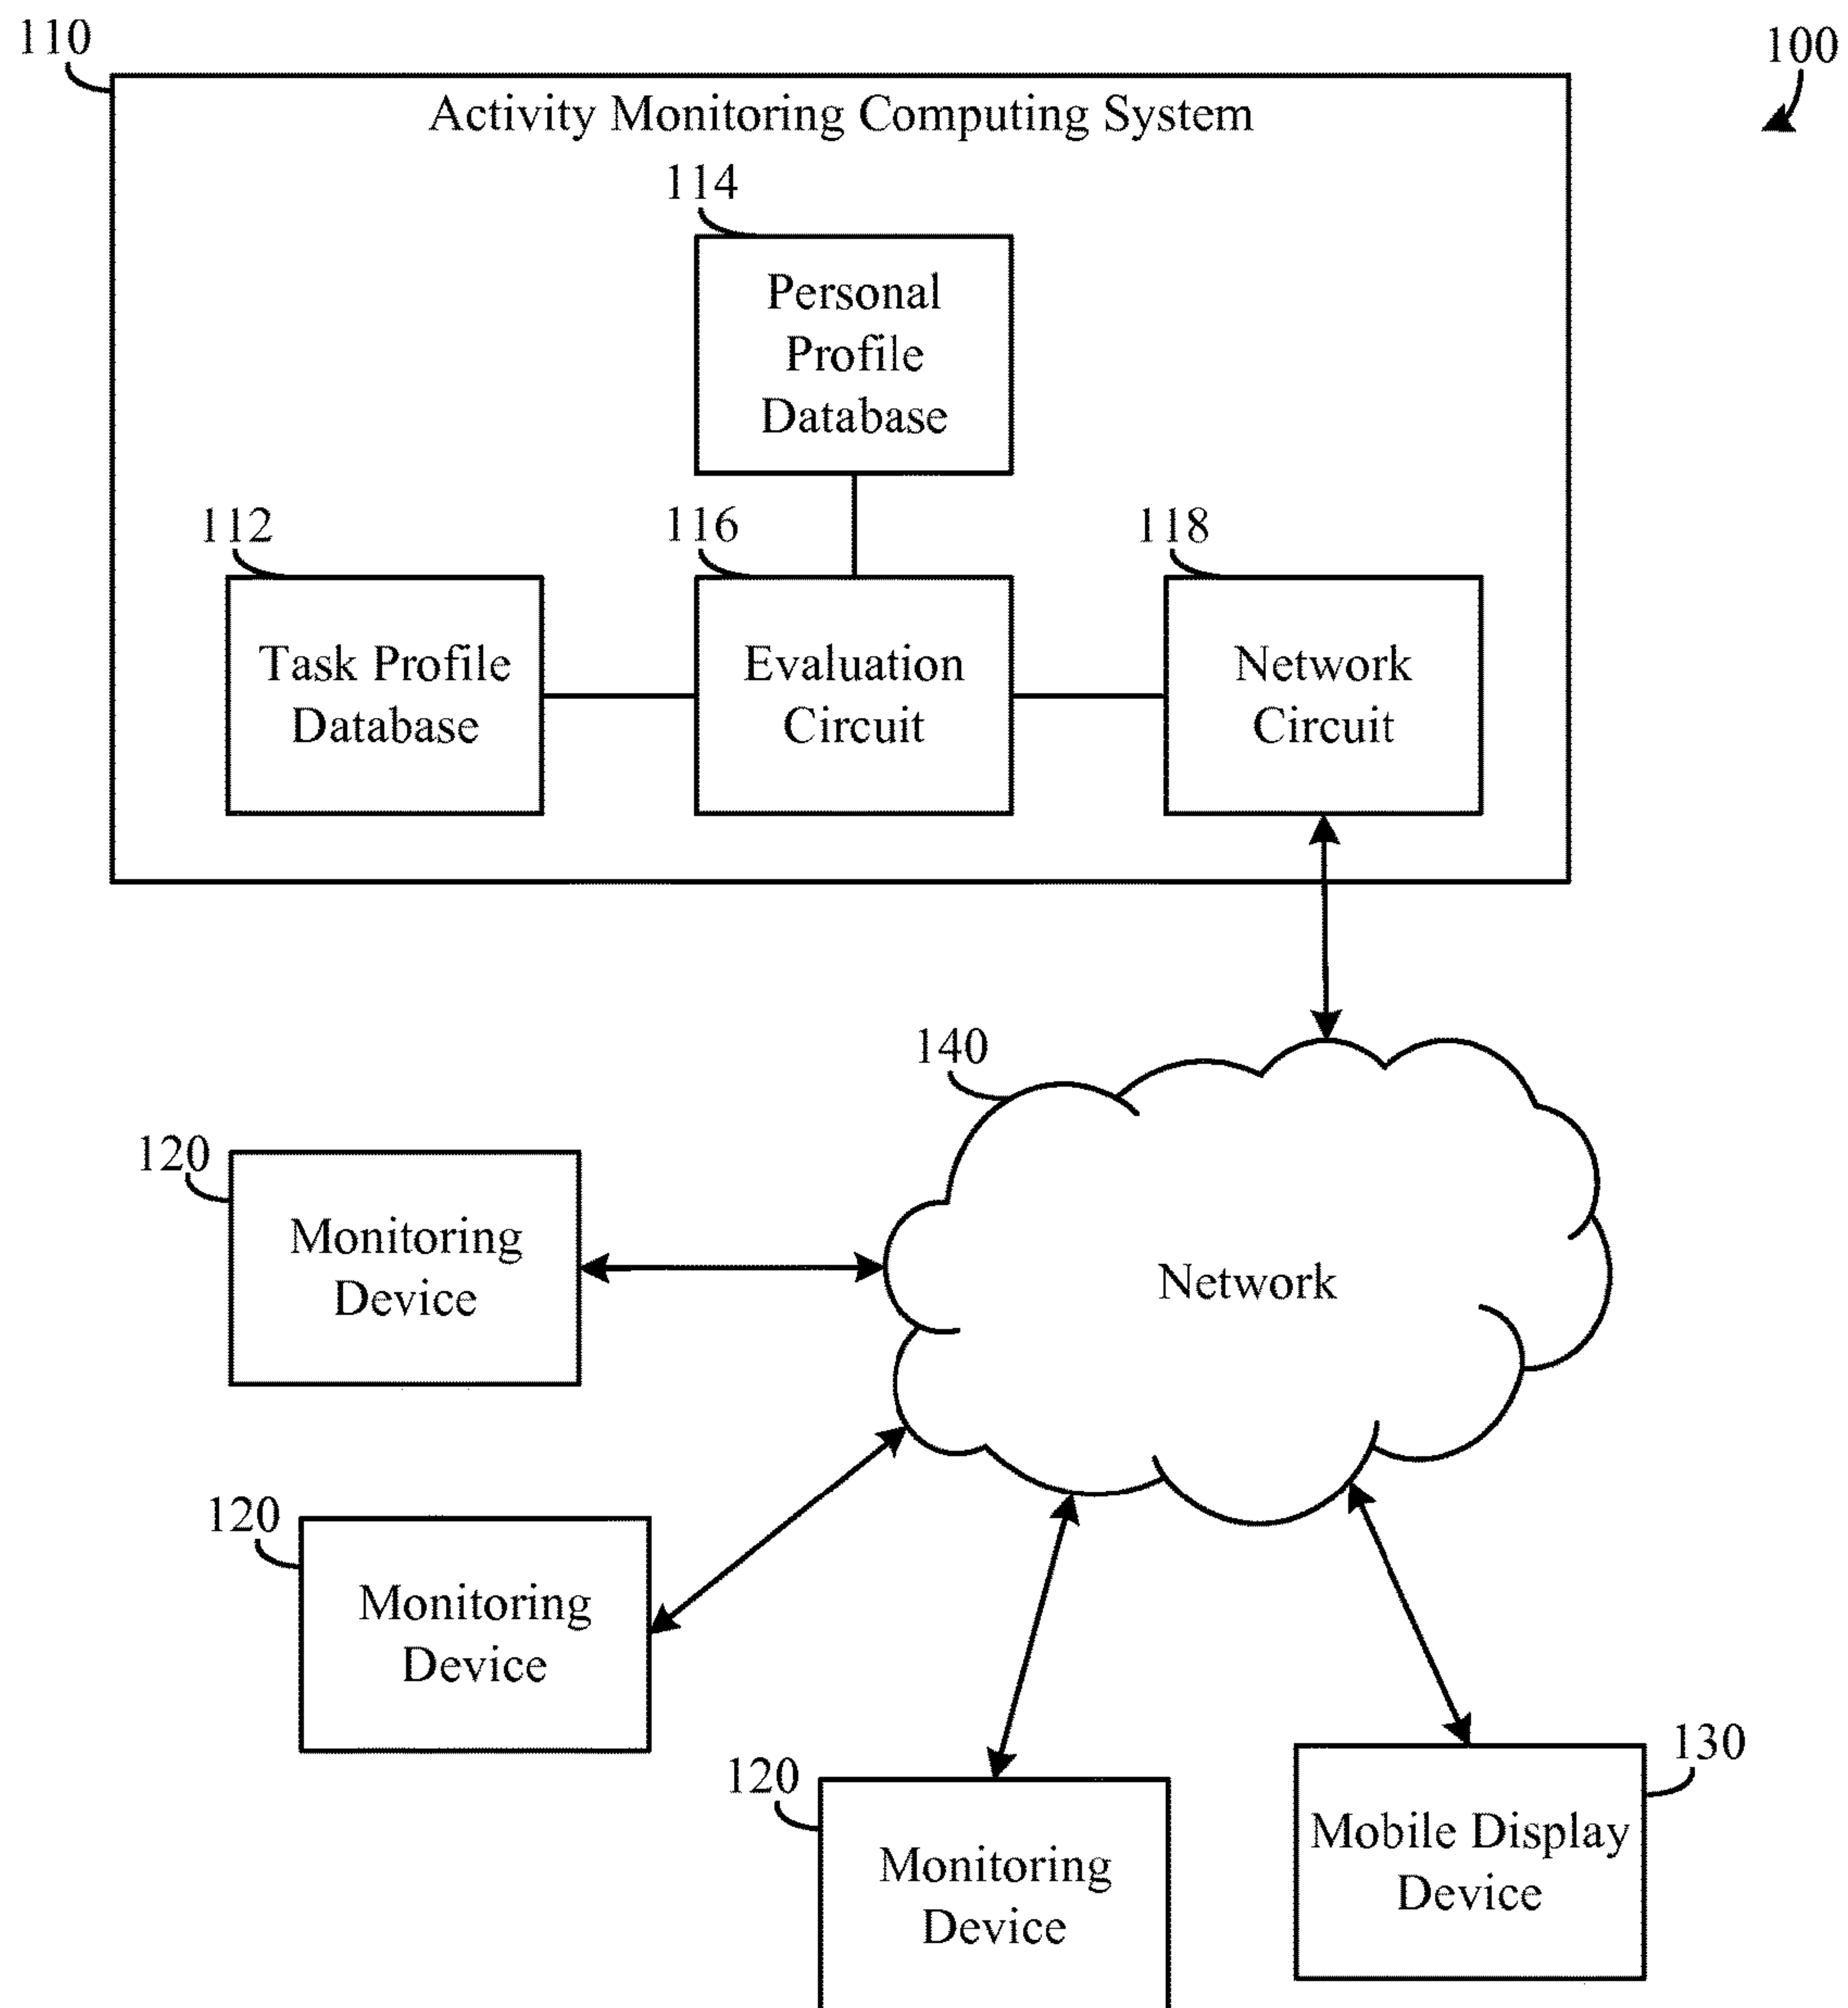 110
100
Activity Monitoring Computing System
114
Personal
Profile
Database
112
116
118
Task Profile
Database
Evaluation
Circuit
Network
Circuit
140
120
Monitoring
Device
Network
120
Monitoring
Device
120
Monitoring
Device
130
Mobile Display
Device